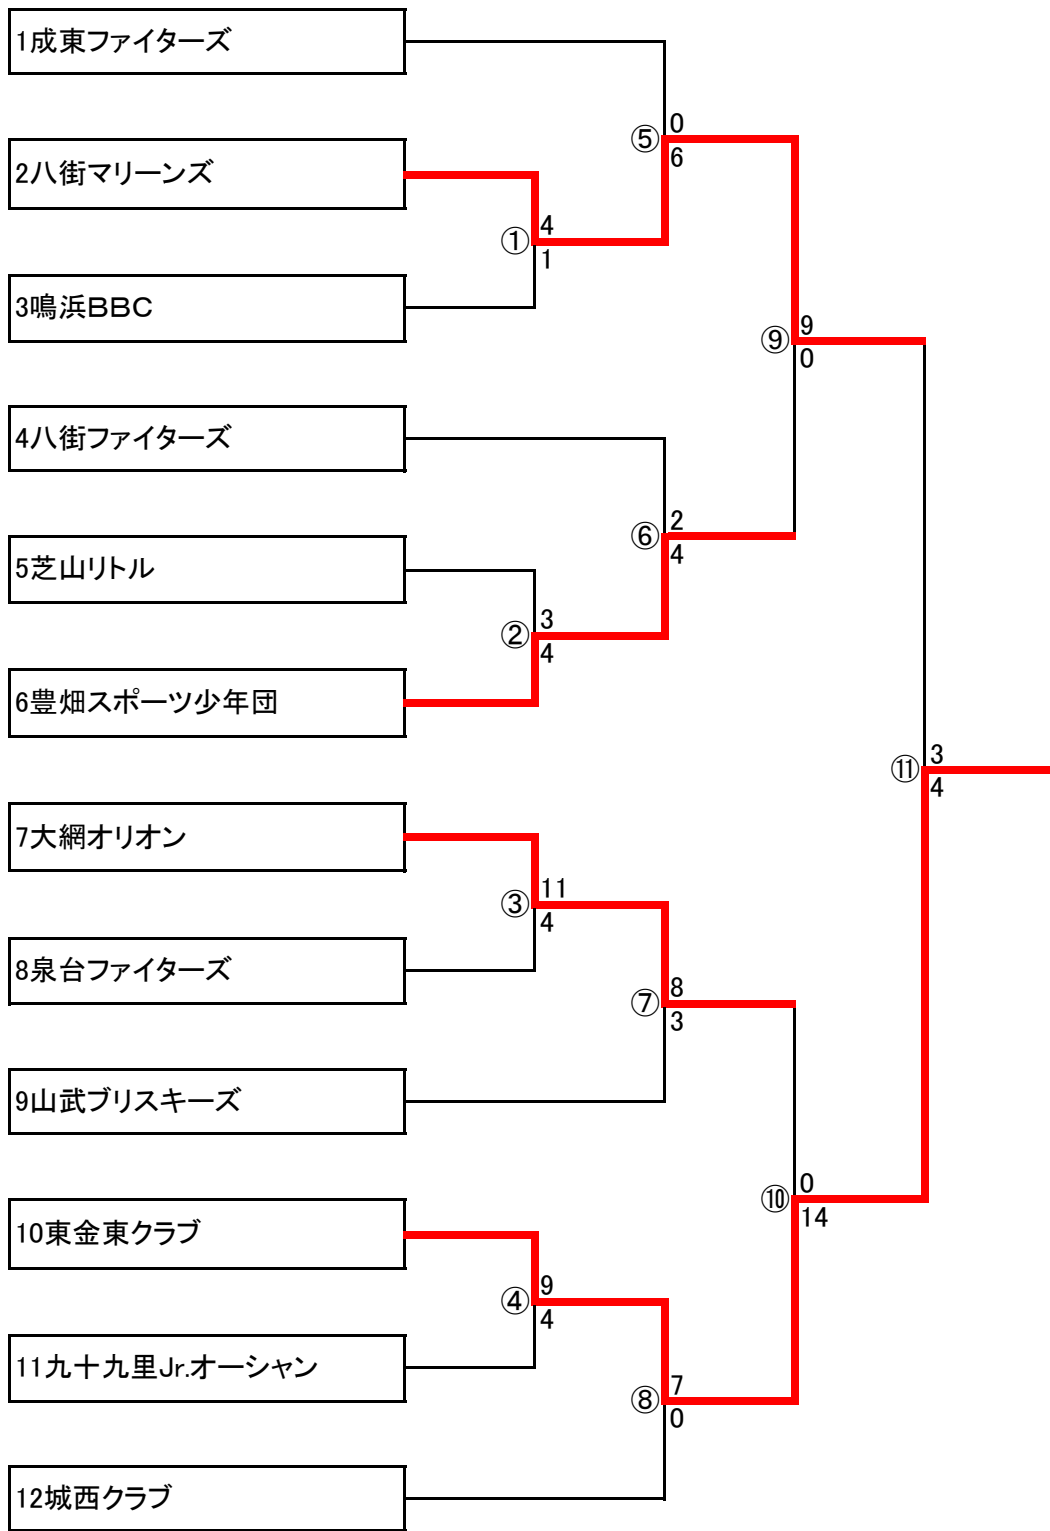 1成東ファイターズ
0
⑤
6
2八街マリーンズ
4
①
1
3鳴浜BBC
9
⑨
0
4八街ファイターズ
2
⑥
4
5芝山リトル
3
②
4
6豊畑スポーツ少年団
3
⑪
4
7大網オリオン
11
③
4
8泉台ファイターズ
8
⑦
3
9山武ブリスキーズ
0
⑩
14
10東金東クラブ
9
④
4
11九十九里Jr.オーシャン
7
⑧
0
12城西クラブ